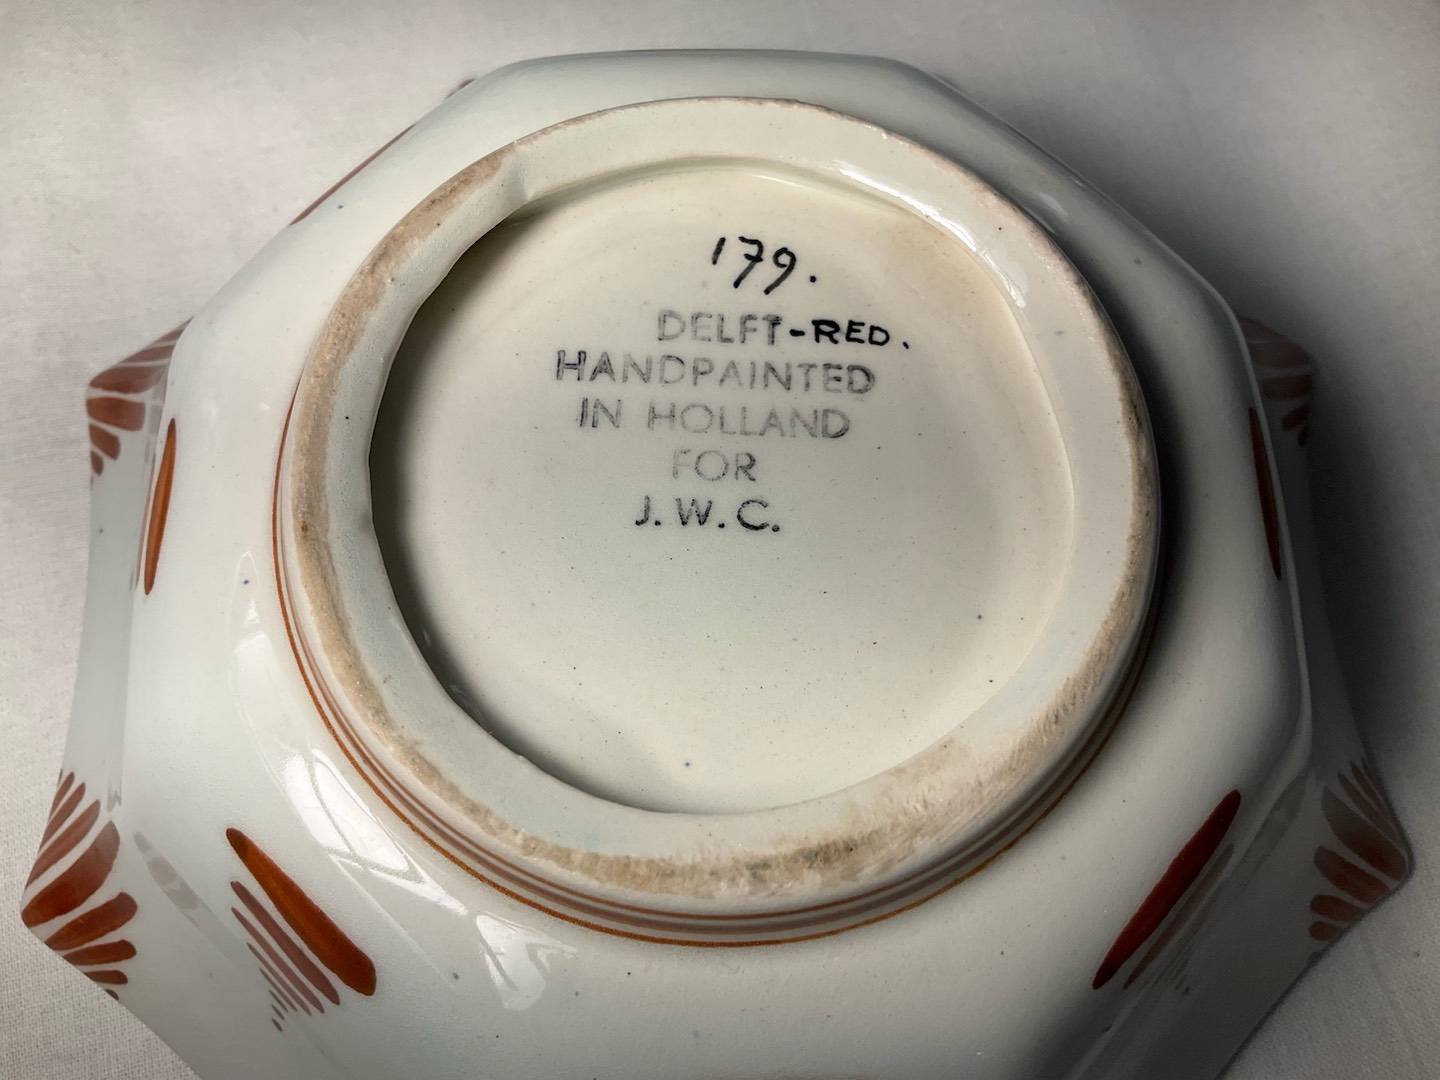 179.
DELFT-RED.
HANDPAINTED
IN HOLLAND
FOR
J.W.C.